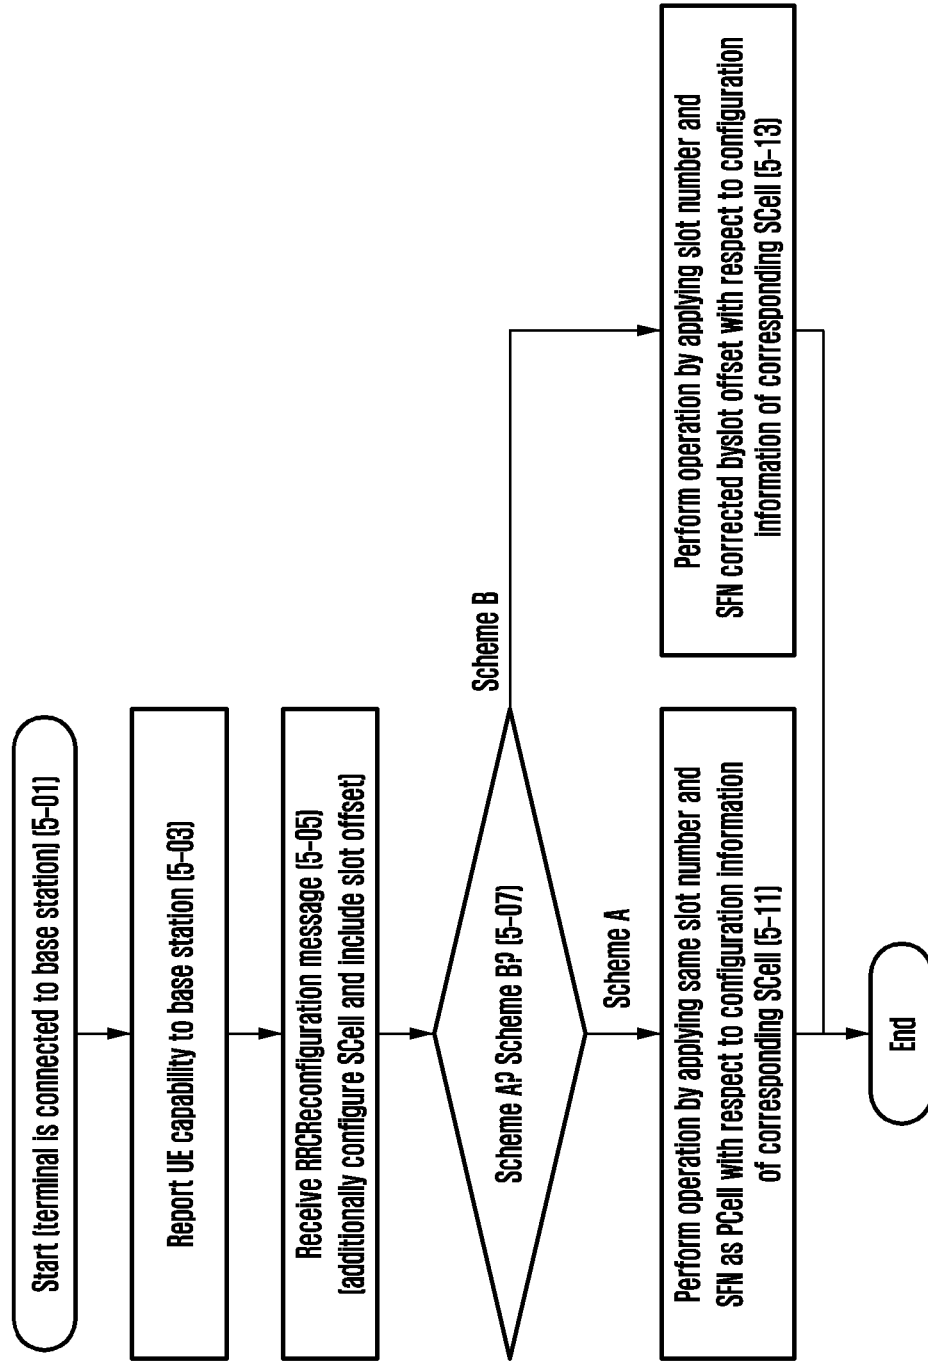 Start (terminal is connected to base station) (5-01)
Report UE capability to base station (5-03)
Receive RRCReconfiguration message (5-05)
(additionally configure SCell and include slot offset)
Scheme A? Scheme B? (5-07)
Scheme B
Scheme A
Perform operation by applying same slot number and
SFN as PCell with respect to configuration information
of corresponding SCell (5-11)
Perform operation by applying slot number and
SFN corrected byslot offset with respect to configuration
information of corresponding SCell (5-13)
End